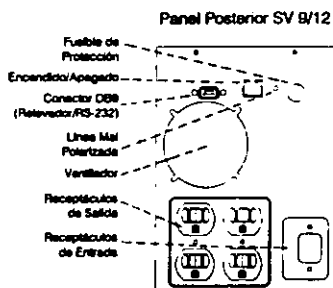 Panel Posterior SV 9/12
Fusible de
Protección
Encendido/Apagado
Conector DB9
(Relevador/RS-232)
Línea Mal
Polarizada
Ventilador
Receptáculos
de Salida
Receptáculos
de Entrada